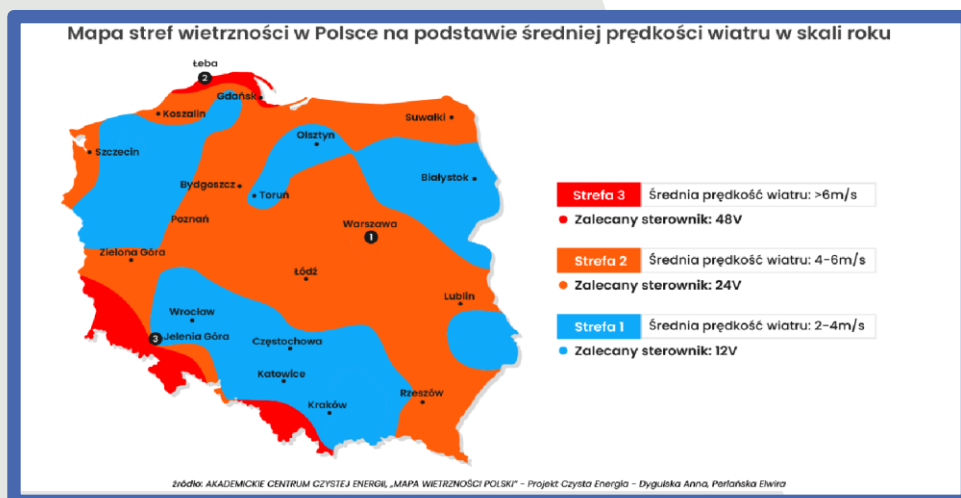 Mapa stref wietrzności w Polsce na podstawie średniej prędkości wiatru w skali roku
Łeba
2
Gdańsk
Koszalin
Suwałki
Olsztyn
Szczecin
Białystok
Bydgoszcz
Toruń
Poznań
Warszawa
1
Zielona Góra
Łódź
Lublin
Wrocław
3
Jelenia Góra
Częstochowa
Katowice
Rzeszów
Kraków
Strefa 3
Średnia prędkość wiatru: >6m/s
Zalecany sterownik: 48V
Strefa 2
Średnia prędkość wiatru: 4-6m/s
Zalecany sterownik: 24V
Strefa 1
Średnia prędkość wiatru: 2-4m/s
Zalecany sterownik: 12V
źródło: AKADEMICKIE CENTRUM CZYSTEJ ENERGII, „MAPA WIETRZNOŚCI POLSKI" - Projekt Czysta Energia - Dygulska Anna, Perłańska Elwira